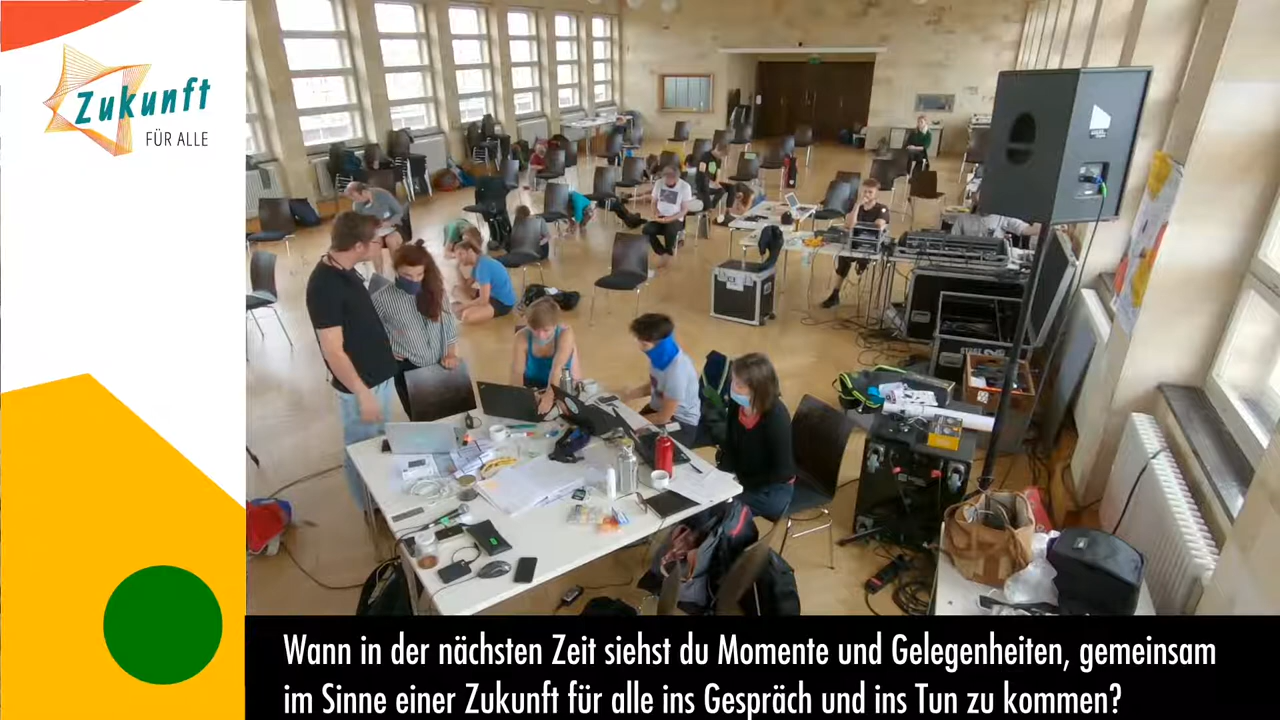 Zukunft
FÜR ALLE
Wann in der nächsten Zeit siehst du Momente und Gelegenheiten, gemeinsam
im Sinne einer Zukunft für alle ins Gespräch und ins Tun zu kommen?